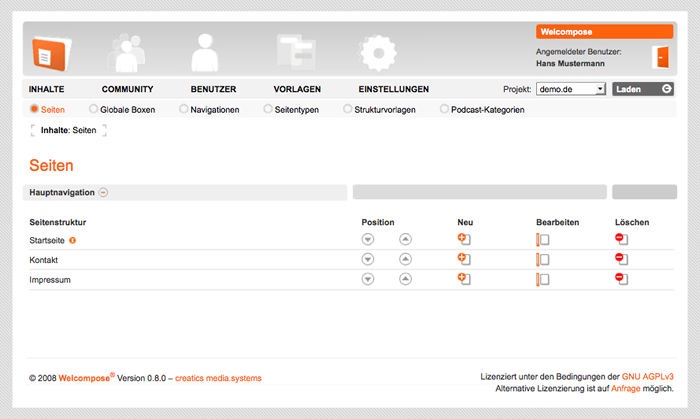 Welcompose
Angemeldeter Benutzer:
Hans Mustermann
INHALTE COMMUNITY BENUTZER VORLAGEN EINSTELLUNGEN Projekt: demo.de Laden
Seiten Globale Boxen Navigationen Seitentypen Strukturvorlagen Podcast-Kategorien
Inhalte: Seiten
Seiten
Hauptnavigation
Seitenstruktur Position Neu Bearbeiten Löschen
Startseite
Kontakt
Impressum
© 2008 Welcompose® Version 0.8.0 – creatics media.systems
Lizenziert unter den Bedingungen der GNU AGPLv3
Alternative Lizenzierung ist auf Anfrage möglich.